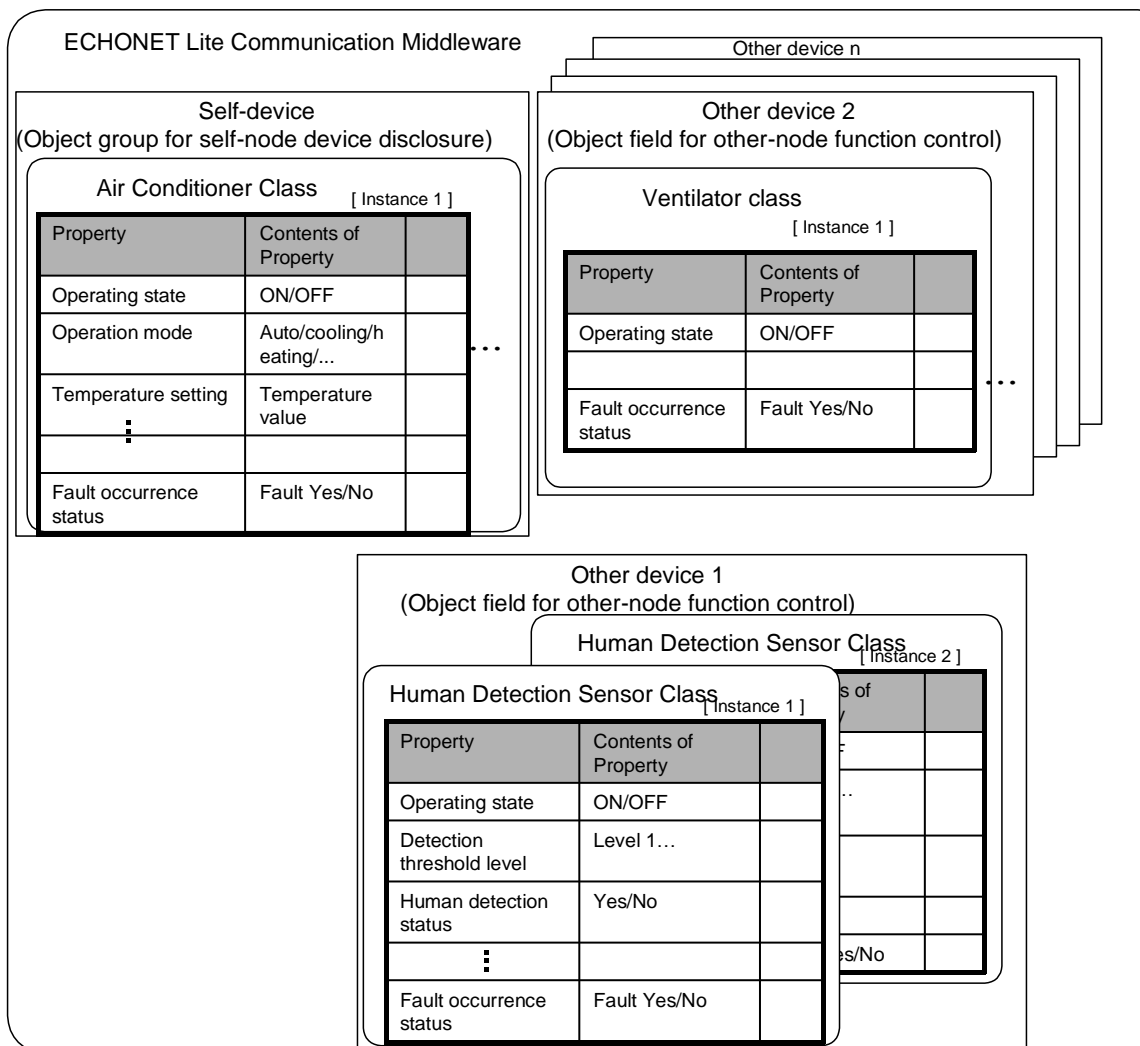 ECHONET Lite Communication Middleware
Other device n
Self-device
(Object group for self-node device disclosure)
Air Conditioner Class
[ Instance 1 ]
Property Contents of
Property
Operating state ON/OFF
Operation mode Auto/cooling/h
eating/...
Temperature setting Temperature
value
Fault occurrence Fault Yes/No
status
...
Other device 2
(Object field for other-node function control)
Ventilator class
[ Instance 1 ]
Property Contents of
Property
Operating state ON/OFF
Fault occurrence Fault Yes/No
status
...
Other device 1
(Object field for other-node function control)
Human Detection Sensor Class
[ Instance 2 ]
s of
es/No
Human Detection Sensor Class
[ Instance 1 ]
Property Contents of
Property
Operating state ON/OFF
Detection Level 1…
threshold level
Human detection Yes/No
status
Fault occurrence Fault Yes/No
status